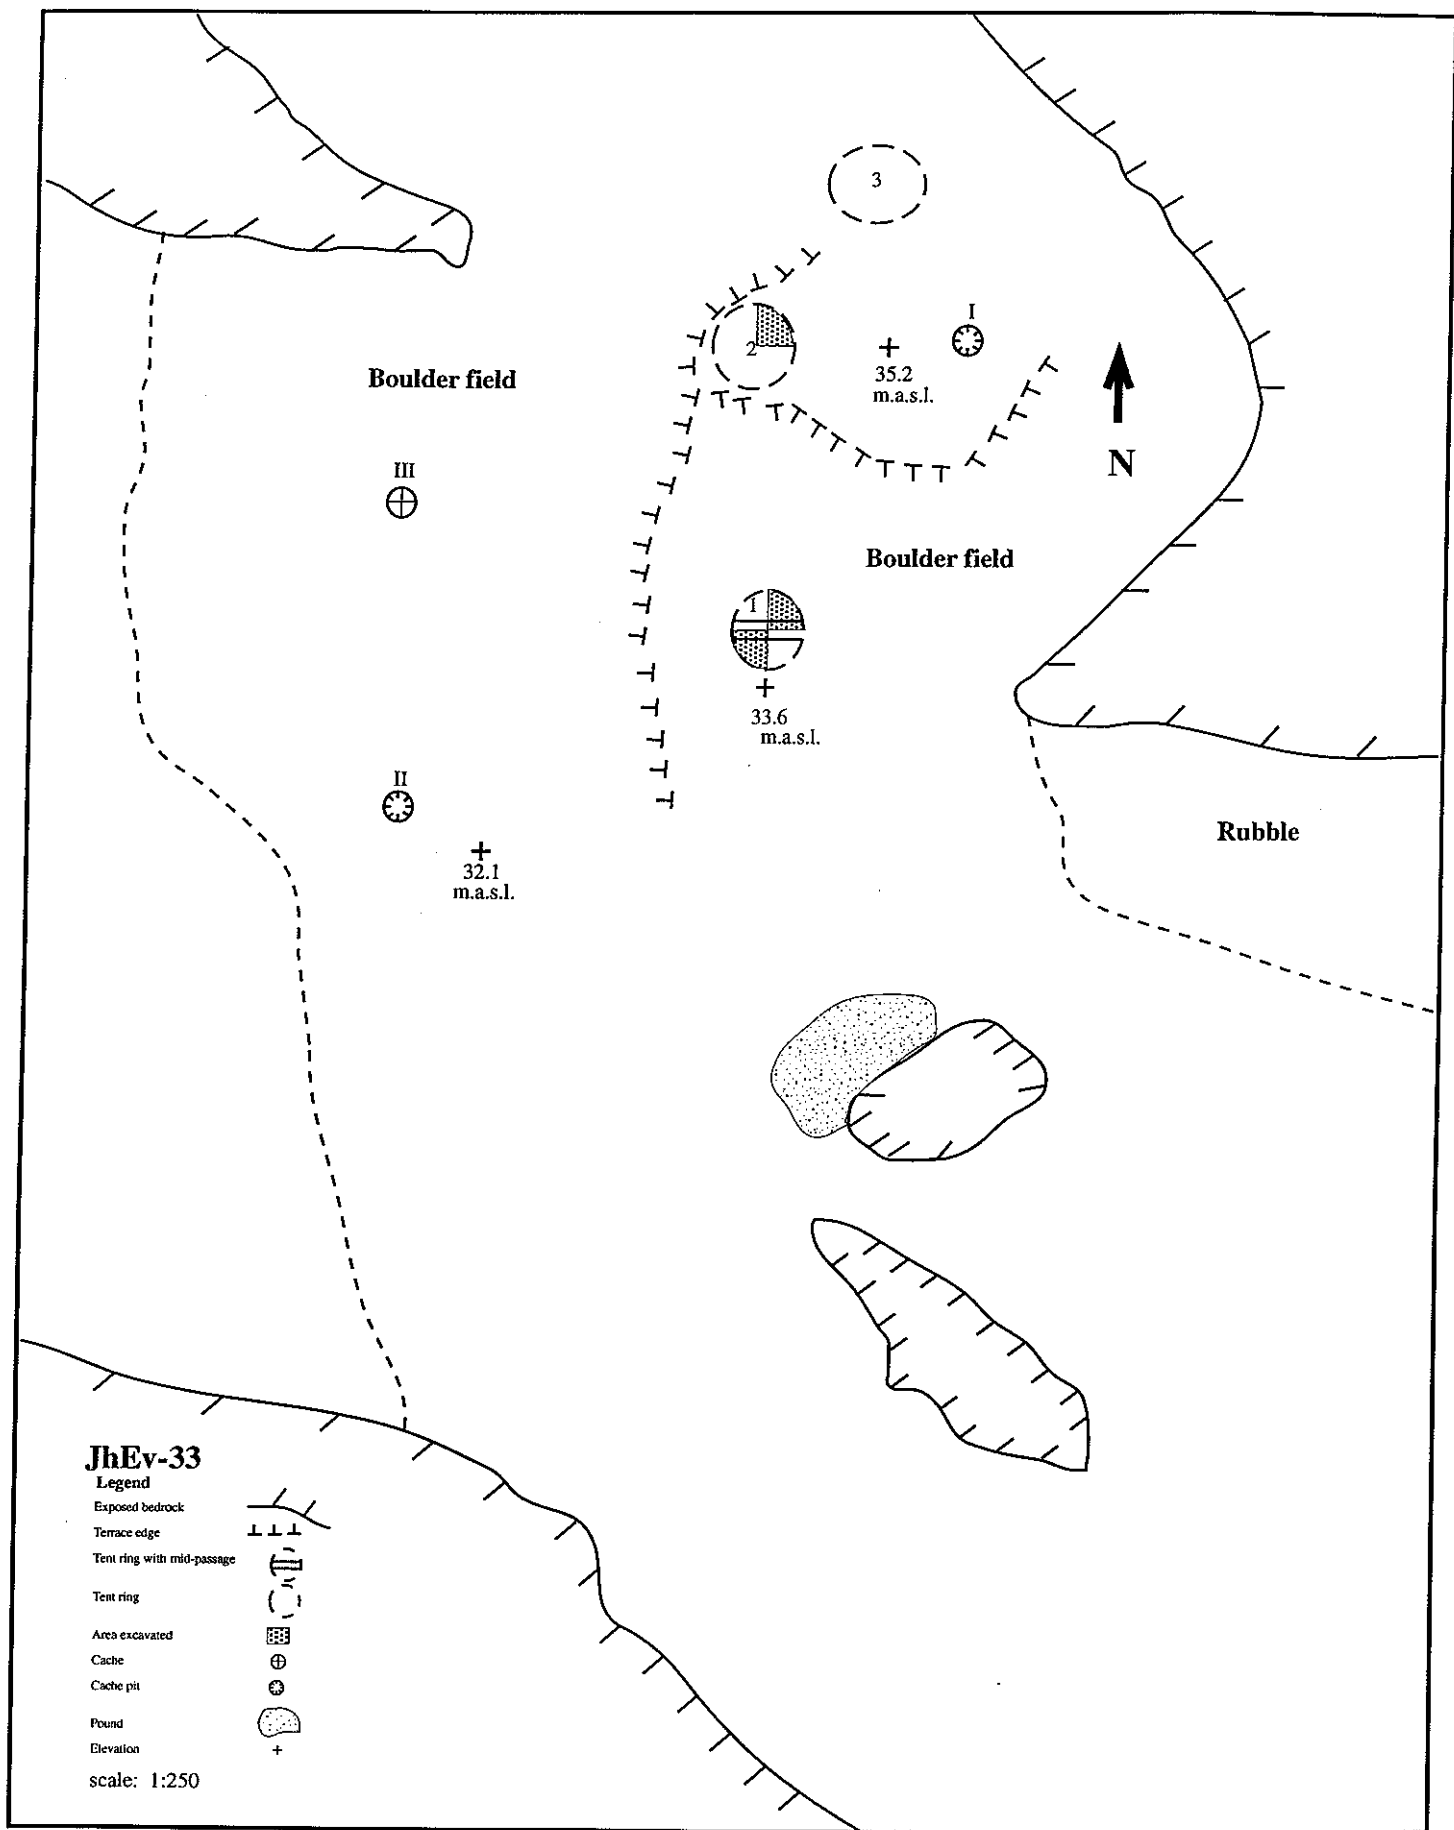 3
I
2
35.2
m.a.s.l.
Boulder field
N
III
Boulder field
1
33.6
m.a.s.l.
II
Rubble
32.1
m.a.s.l.
JhEv-33
Legend
Exposed bedrock
Terrace edge
Tent ring with mid-passage
Tent ring
Area excavated
Cache
Cache pit
Pound
Elevation
scale: 1:250